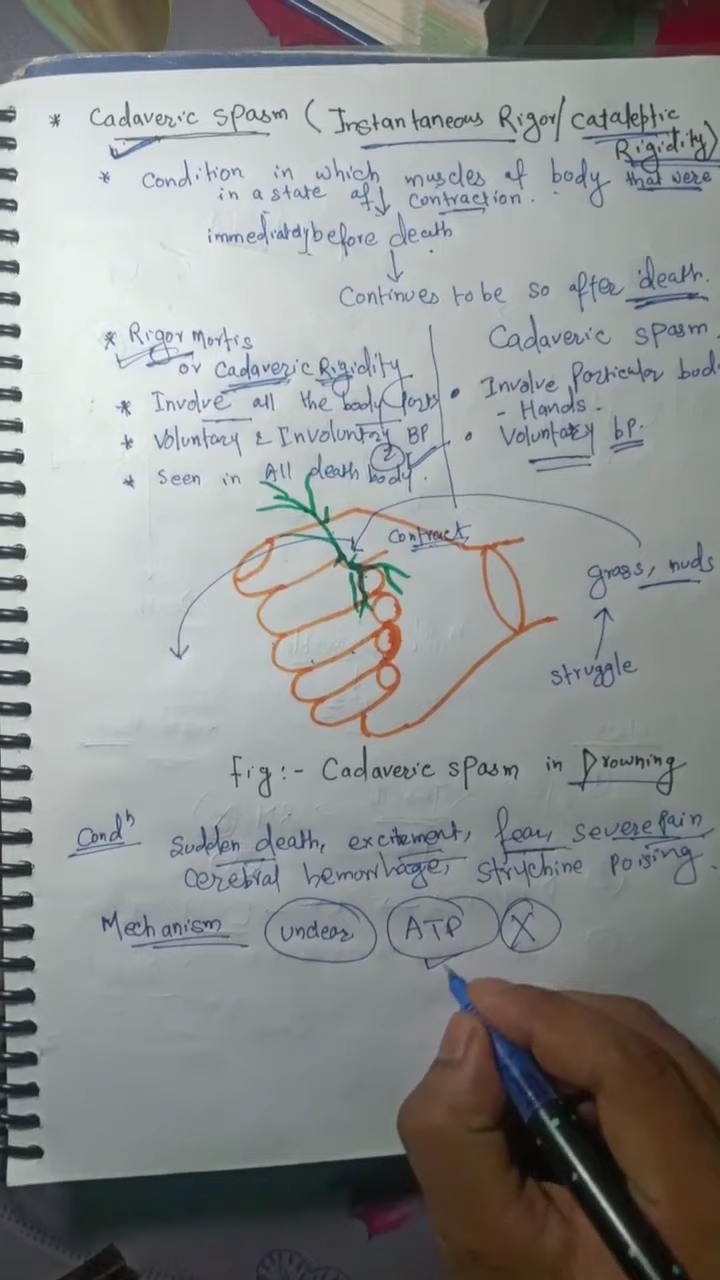 * Cadaveric spasm (Instantaneous Rigor/Cataleptic
Rigidity)
* Condition in which muscles of body that were
in a state of contraction.
immediately before death
Continues to be so after death.
* Rigor mortis
or Cadaveric Rigidity
* Involve all the body parts
* Voluntary & Involuntary BP
* Seen in All death body.
2
Cadaveric spasm
• Involve Particular bod
- Hands -
• Voluntary bp.
Contract
grass, muds
struggle
Fig:- Cadaveric spasm in Drowning
Condn Sudden death, excitement, fear, severe Pain
cerebral hemorrhage, strychine poising.
Mechanism unclear ATP X